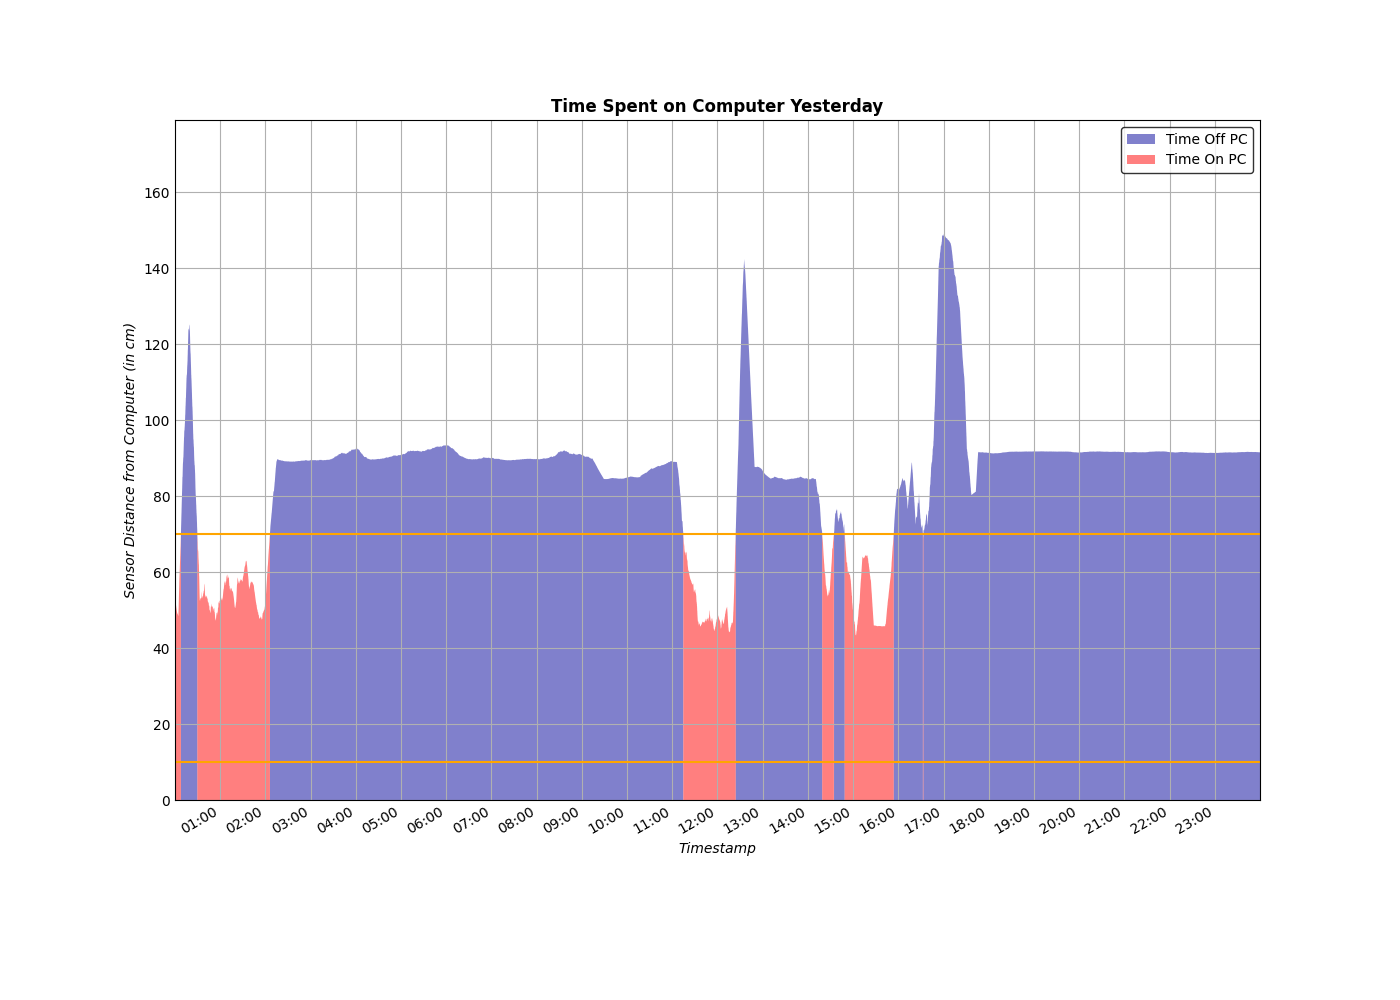 Time Spent on Computer Yesterday
Time Off PC
Time On PC
Sensor Distance from Computer (in cm)
160
140
120
100
80
60
40
20
0
01:00 02:00 03:00 04:00 05:00 06:00 07:00 08:00 09:00 10:00 11:00 12:00 13:00 14:00 15:00 16:00 17:00 18:00 19:00 20:00 21:00 22:00 23:00
Timestamp